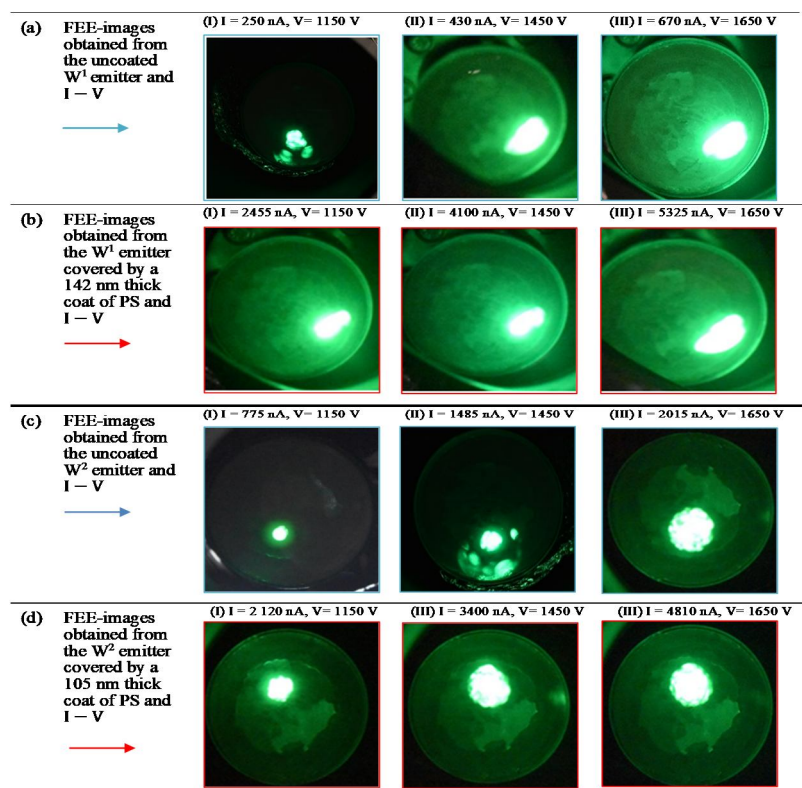 (a) FEE-images
obtained from
the uncoated
W¹ emitter and
I – V
(I) I = 250 nA, V= 1150 V
(II) I = 430 nA, V= 1450 V
(III) I = 670 nA, V= 1650 V
(b) FEE-images
obtained from
the W¹ emitter
covered by a
142 nm thick
coat of PS and
I – V
(I) I = 2455 nA, V= 1150 V
(II) I = 4100 nA, V= 1450 V
(III) I = 5325 nA, V= 1650 V
(c) FEE-images
obtained from
the uncoated
W² emitter and
I – V
(I) I = 775 nA, V= 1150 V
(II) I = 1485 nA, V= 1450 V
(III) I = 2015 nA, V= 1650 V
(d) FEE-images
obtained from
the W² emitter
covered by a
105 nm thick
coat of PS and
I – V
(I) I = 2 120 nA, V= 1150 V
(III) I = 3400 nA, V= 1450 V
(III) I = 4810 nA, V= 1650 V